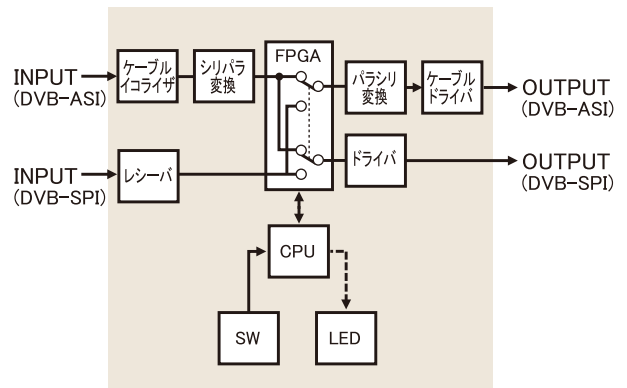 INPUT
(DVB-ASI)
ケーブル
イコライザ
シリパラ
変換
FPGA
パラシリ
変換
ケーブル
ドライバ
OUTPUT
(DVB-ASI)
INPUT
(DVB-SPI)
レシーバ
ドライバ
OUTPUT
(DVB-SPI)
CPU
SW
LED